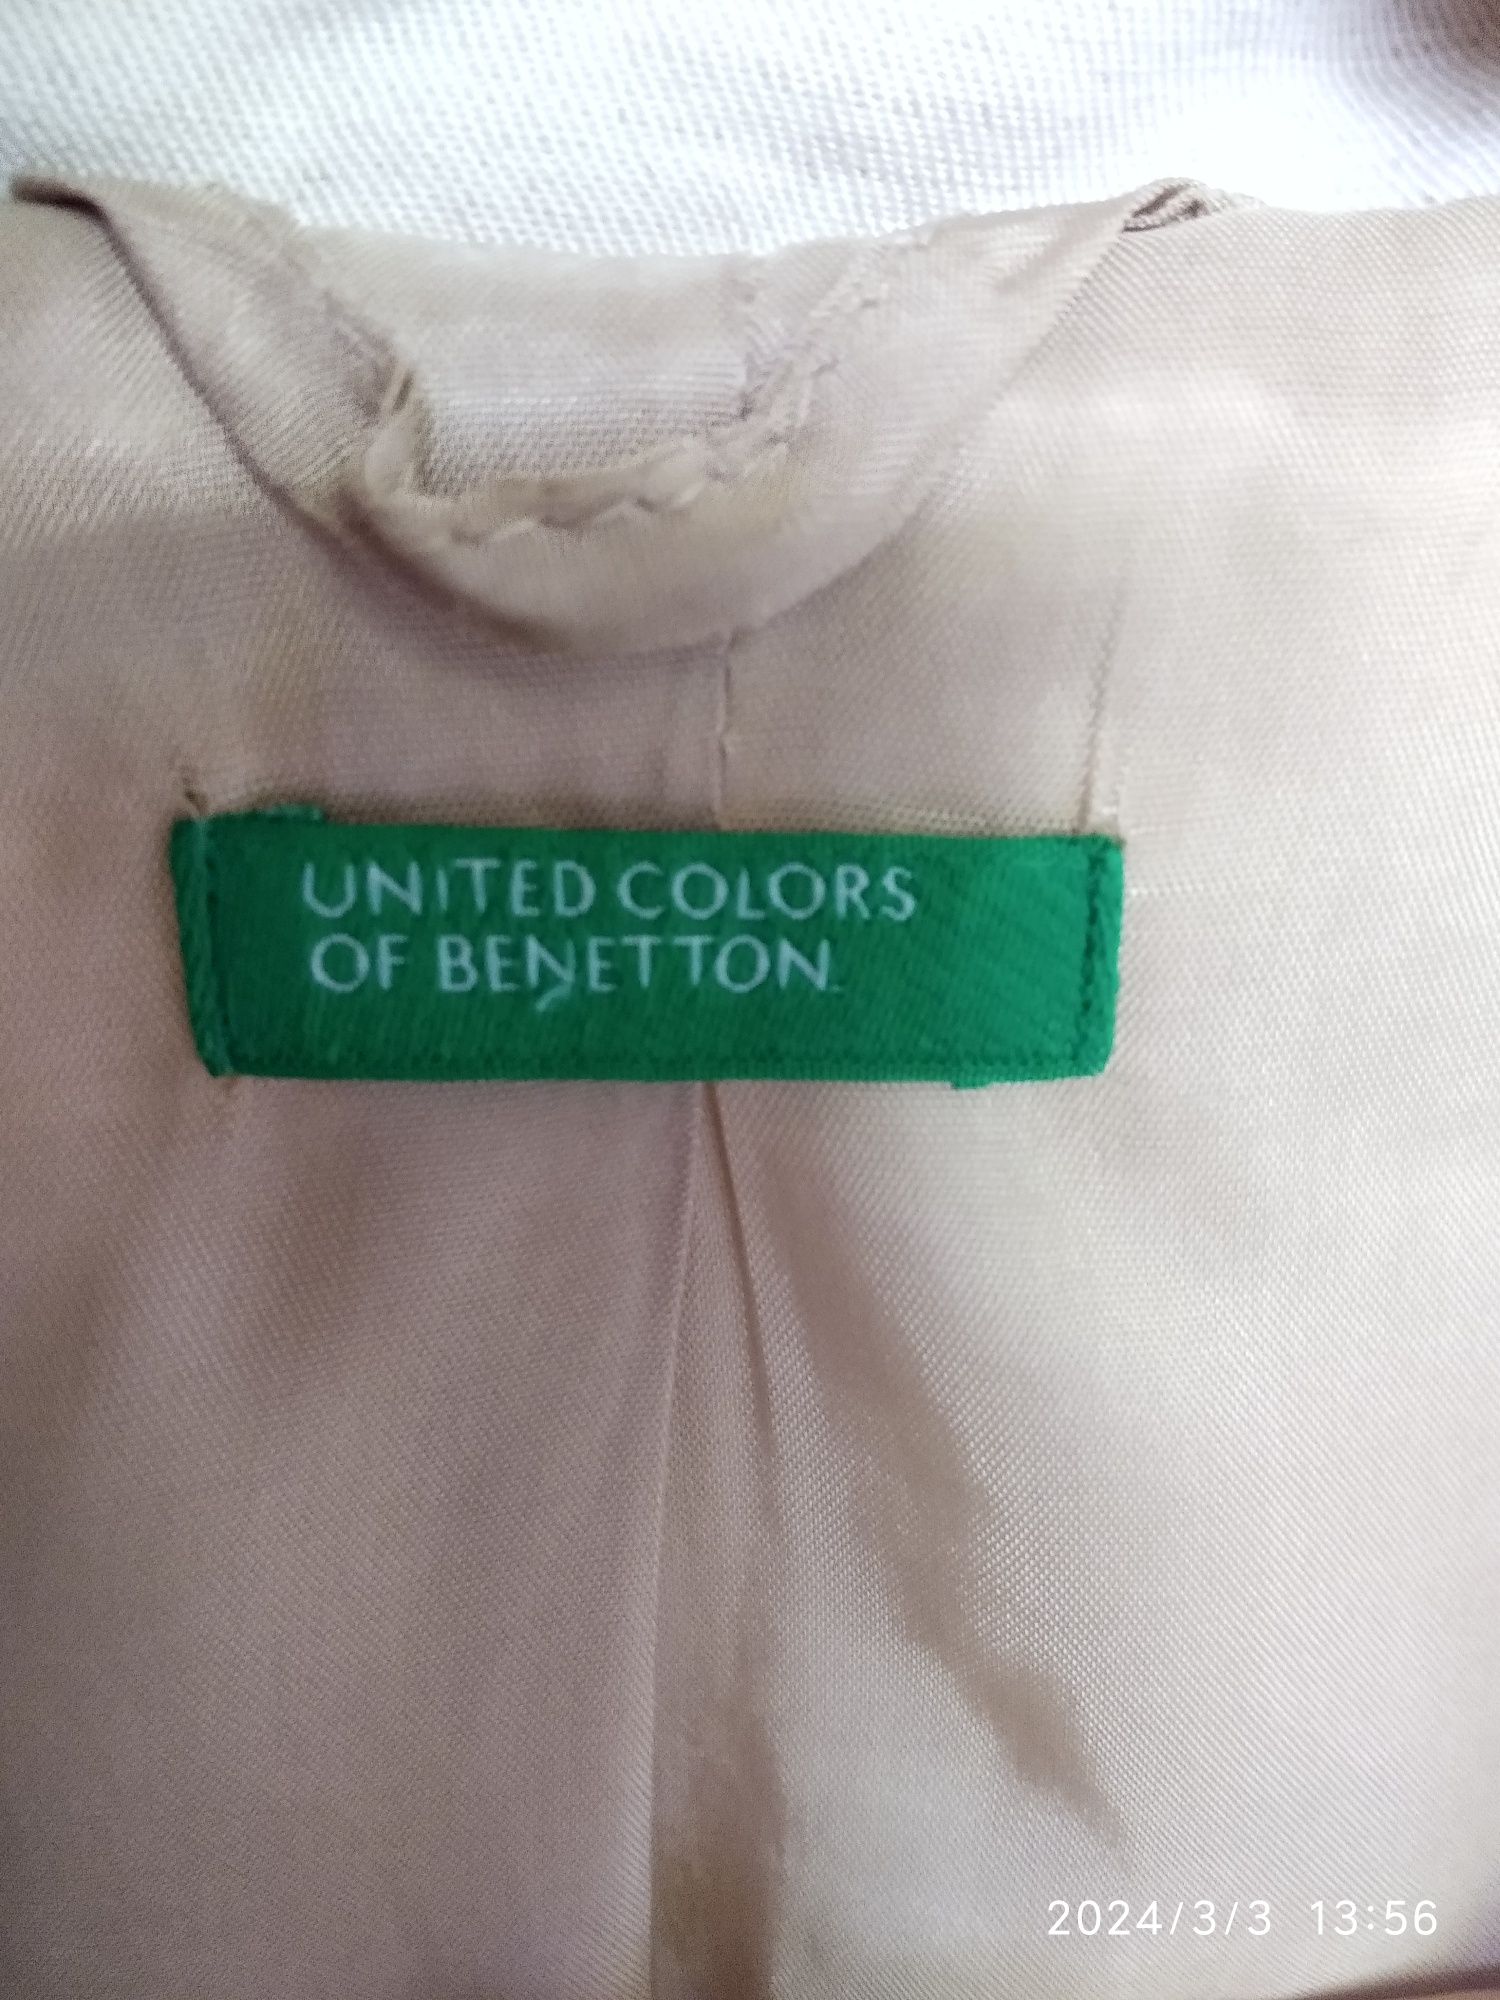 UNITED COLORS
OF BENETTON.
2024/3/3 13:56